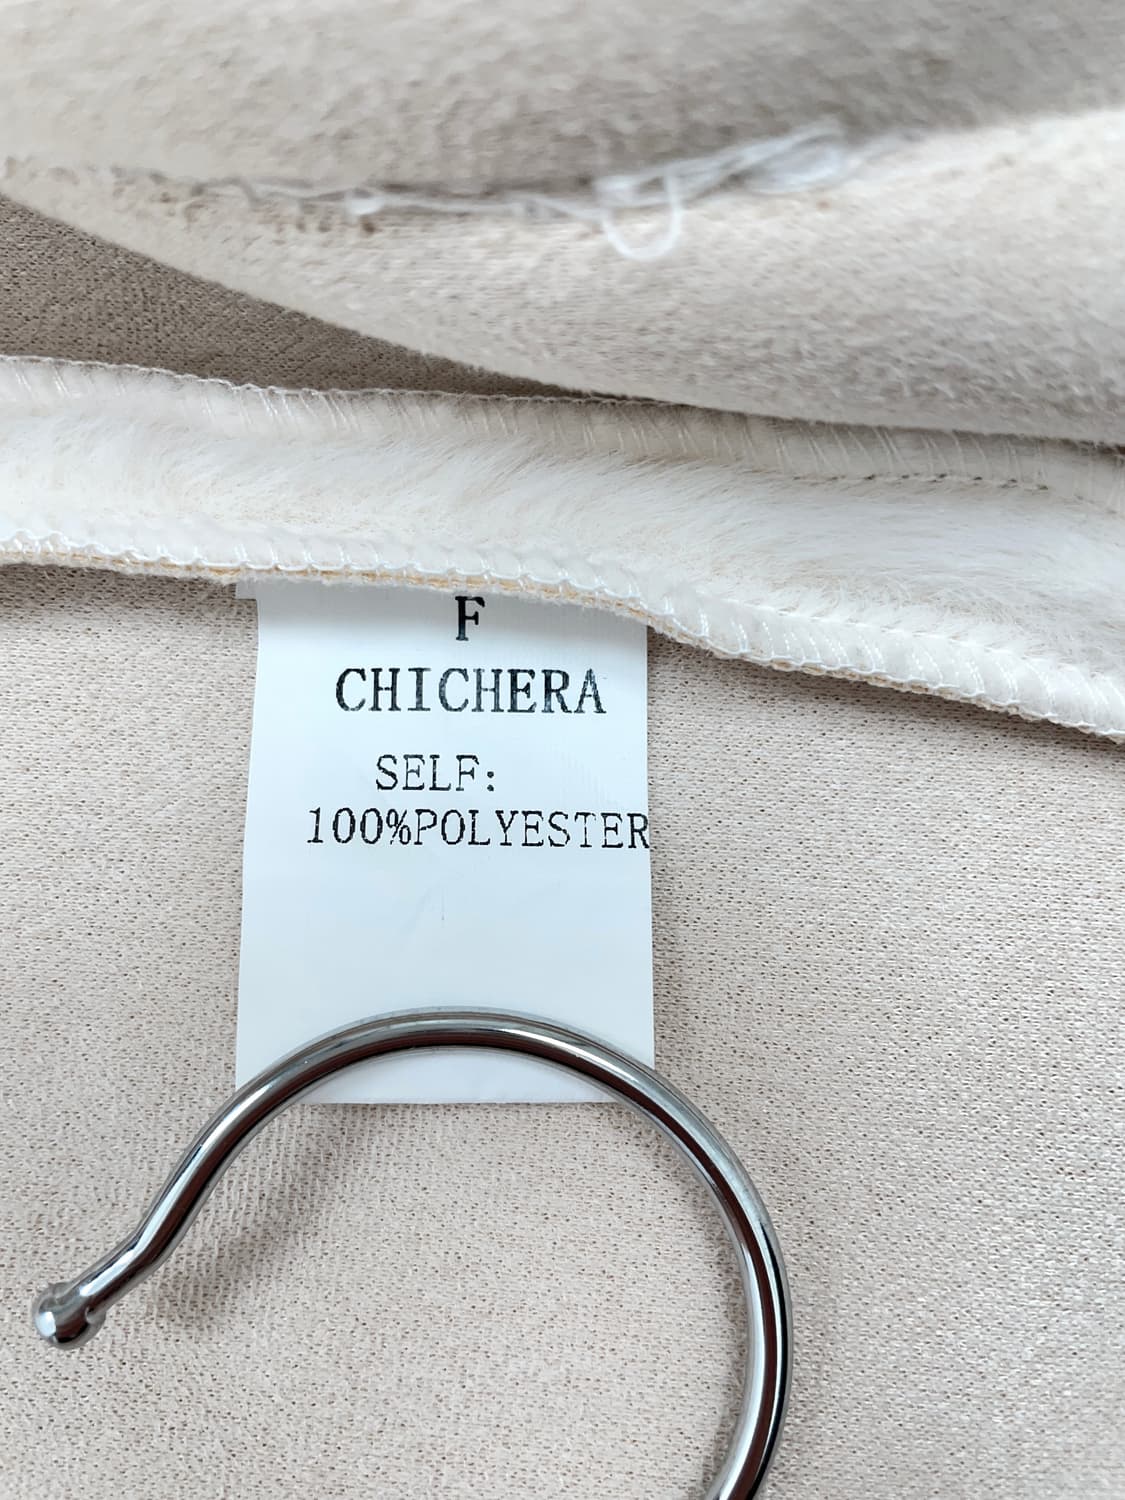 F
CHICHERA
SELF:
100%POLYESTER